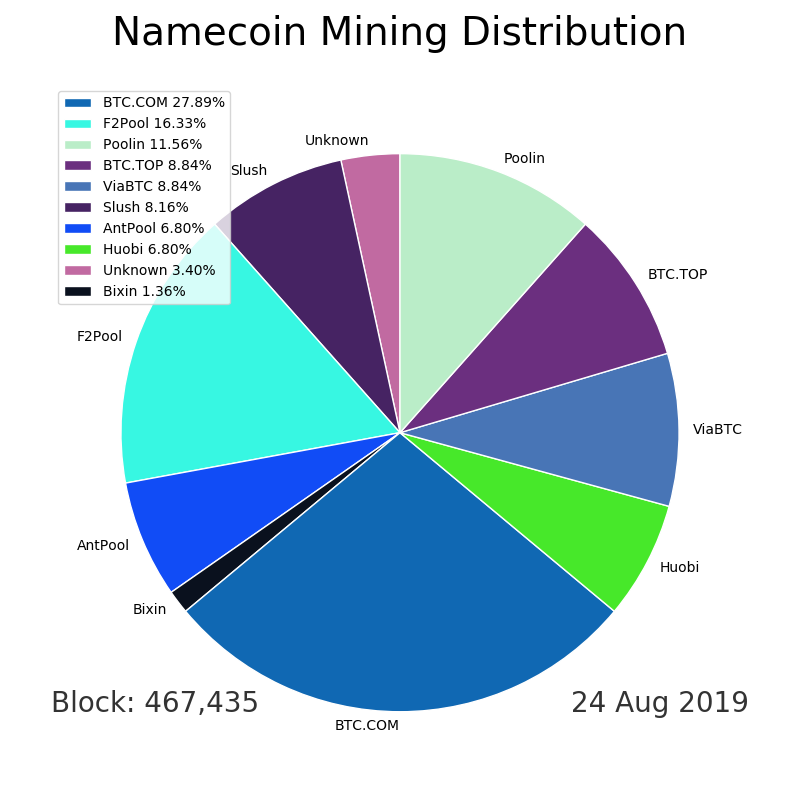 Namecoin Mining Distribution
BTC.COM 27.89%
F2Pool 16.33%
Poolin 11.56%
BTC.TOP 8.84%
ViaBTC 8.84%
Slush 8.16%
AntPool 6.80%
Huobi 6.80%
Unknown 3.40%
Bixin 1.36%
Unknown
Poolin
Slush
BTC.TOP
F2Pool
ViaBTC
AntPool
Huobi
Bixin
BTC.COM
Block: 467,435
24 Aug 2019